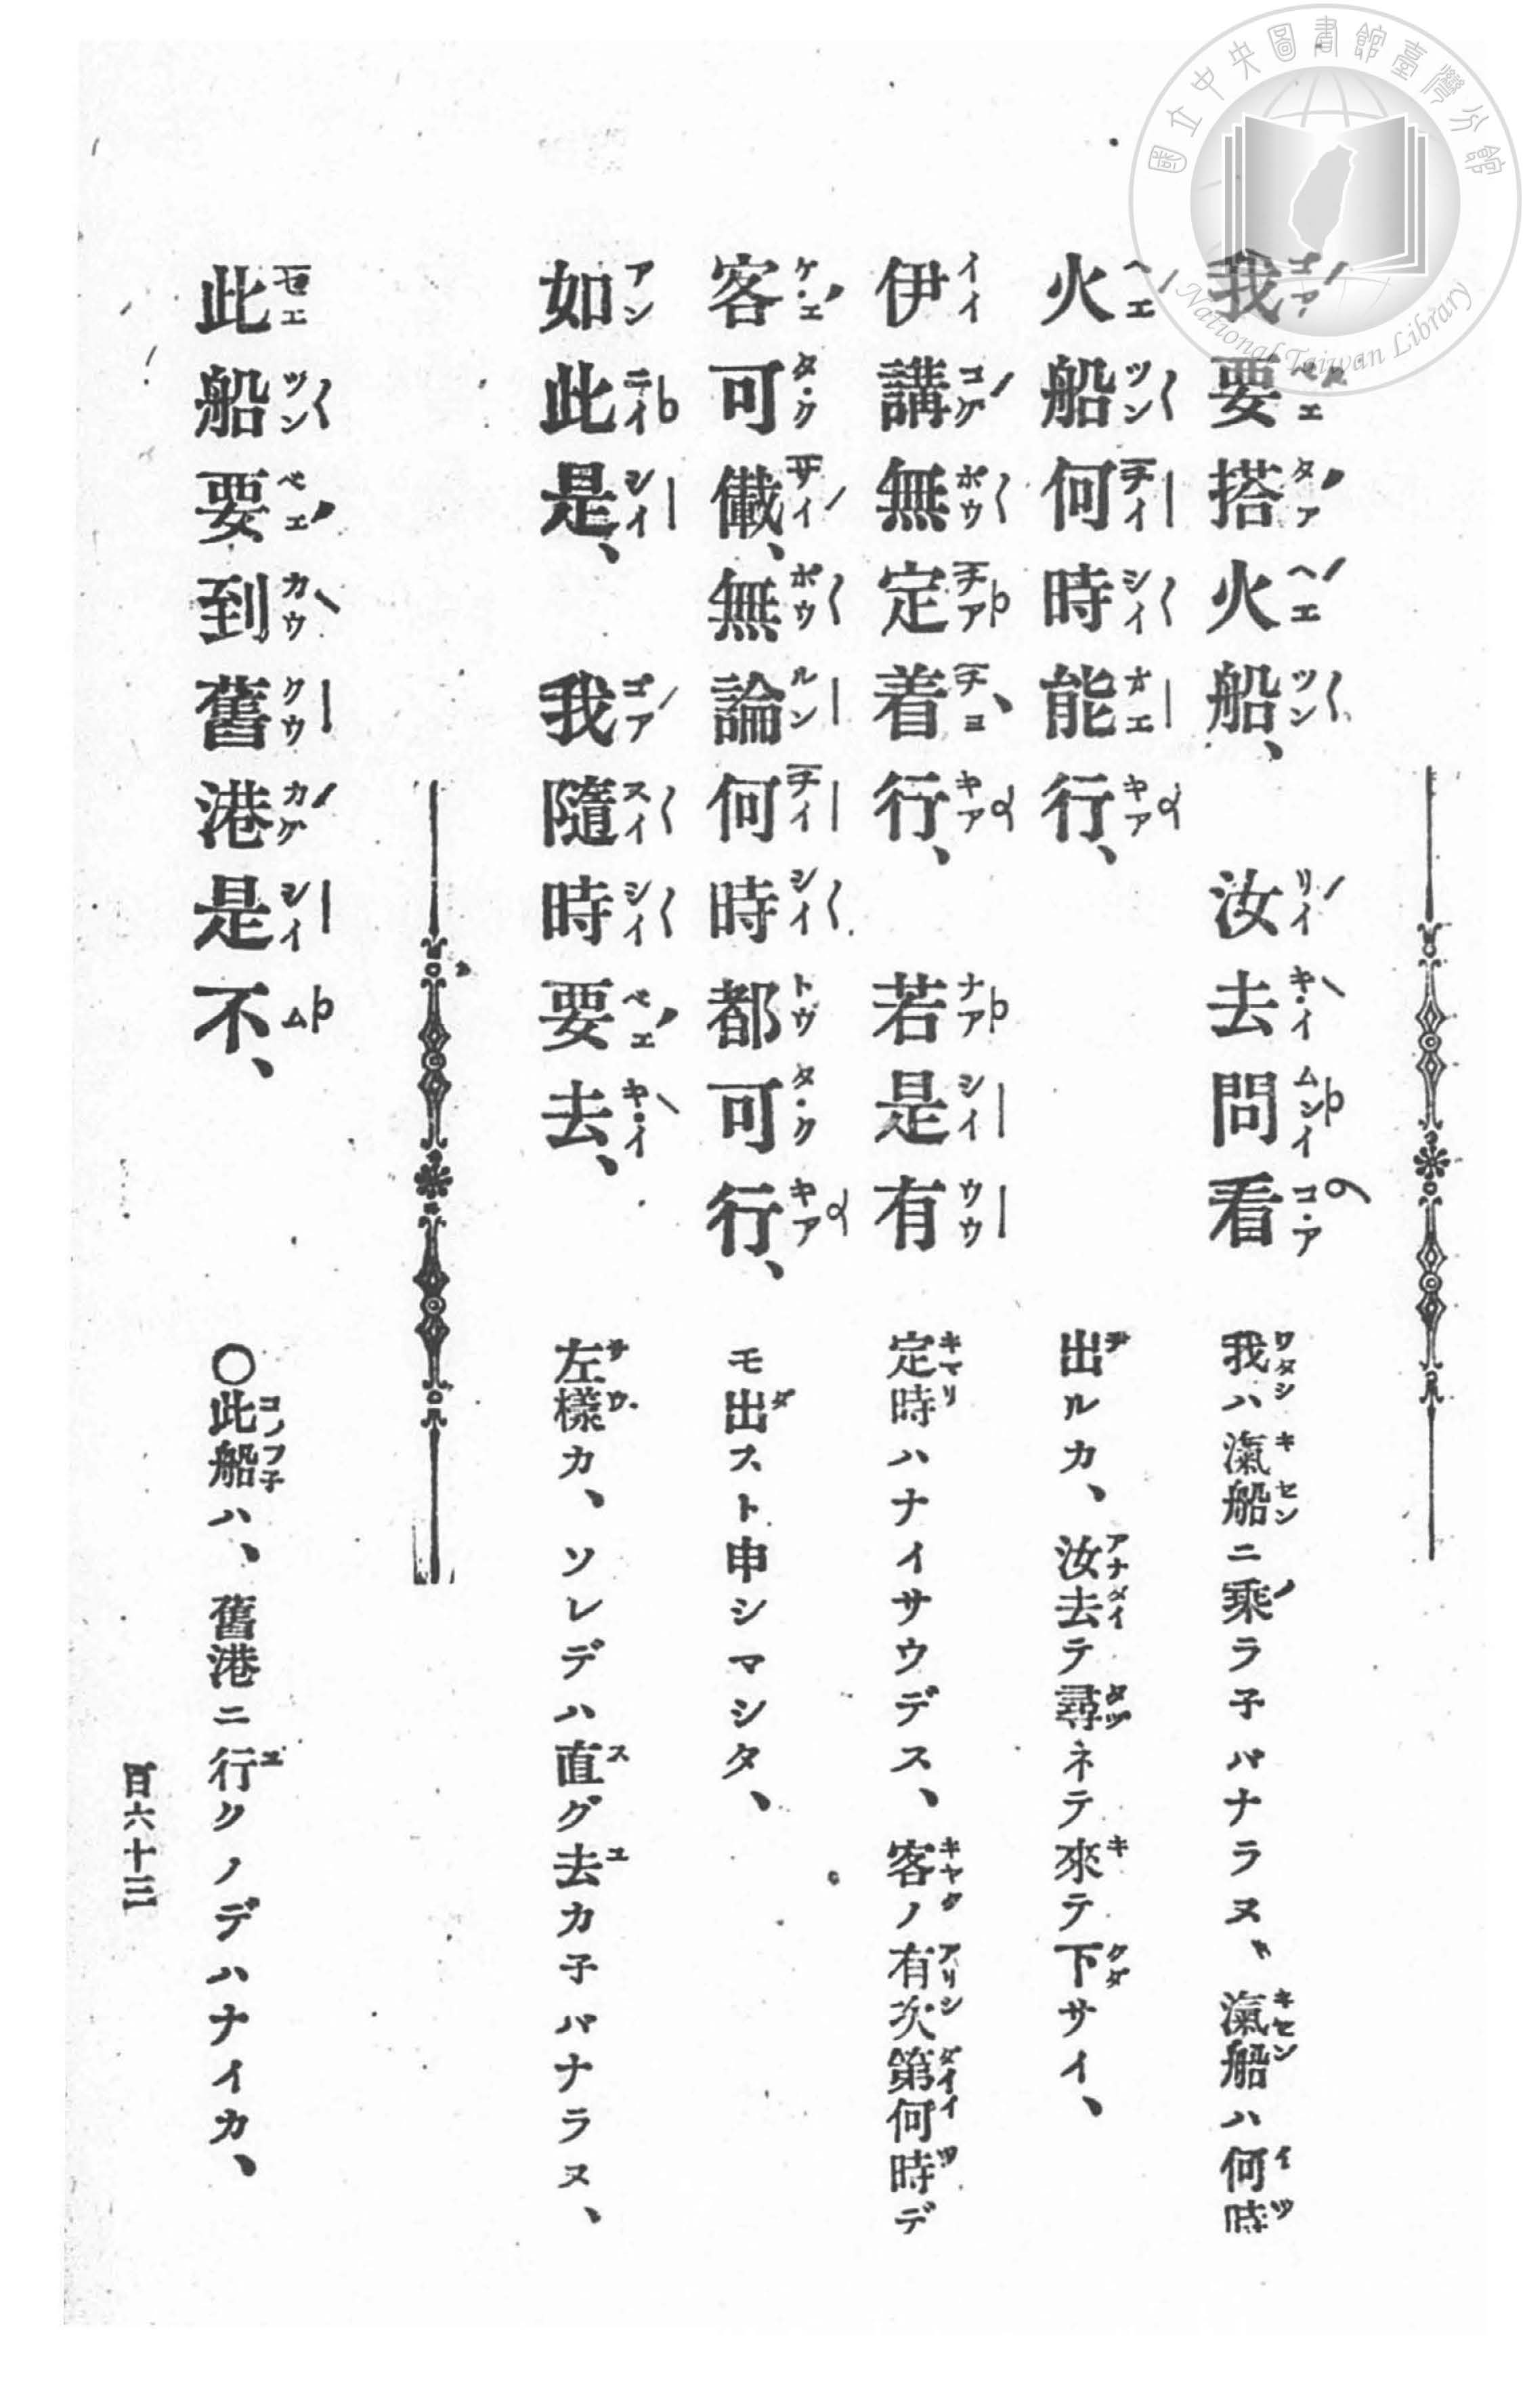 國立中央圖書館臺灣分館
National Taiwan Library
我要搭火船、汝去問看
火船何時能行、
伊講無定着行、若是有
客可儎、無論何時都可行、
如此是、我隨時要去、
此船要到舊港是不、
我ハ滊船ニ乘ラ子バナラヌ、滊船ハ何時
出ルカ、汝去テ尋ネテ來テ下サイ、
定時ハナイサウデス、客ノ有次第何時デ
モ出スト申シマシタ、
左樣カ、ソレデハ直グ去カ子バナラヌ、
〇此船ハ、舊港ニ行クノデハナイカ、
百六十三